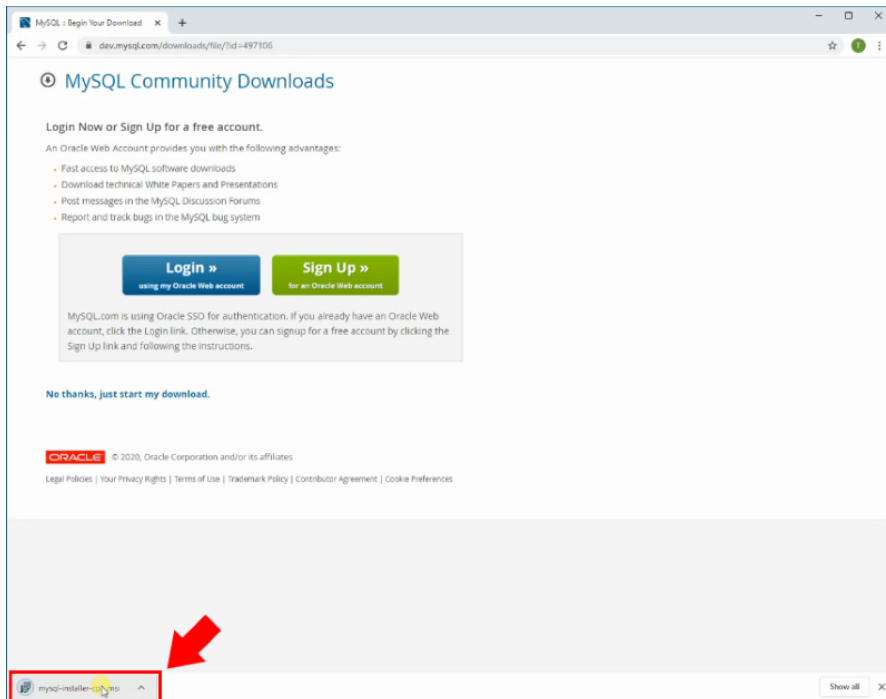 MySQL :: Begin Your Download
dev.mysql.com/downloads/file/?id=497106
T
MySQL Community Downloads
Login Now or Sign Up for a free account.
An Oracle Web Account provides you with the following advantages:
Fast access to MySQL software downloads
Download technical White Papers and Presentations
Post messages in the MySQL Discussion Forums
Report and track bugs in the MySQL bug system
Login »
using my Oracle Web account
Sign Up »
for an Oracle Web account
MySQL.com is using Oracle SSO for authentication. If you already have an Oracle Web
account, click the Login link. Otherwise, you can signup for a free account by clicking the
Sign Up link and following the instructions.
No thanks, just start my download.
ORACLE © 2020, Oracle Corporation and/or its affiliates
Legal Policies | Your Privacy Rights | Terms of Use | Trademark Policy | Contributor Agreement | Cookie Preferences
Show all